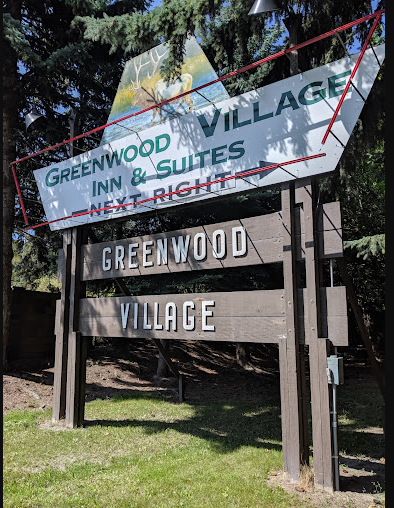 GREENWOOD VILLAGE
INN & SUITES
NEXT RIGHT
GREENWOOD
VILLAGE